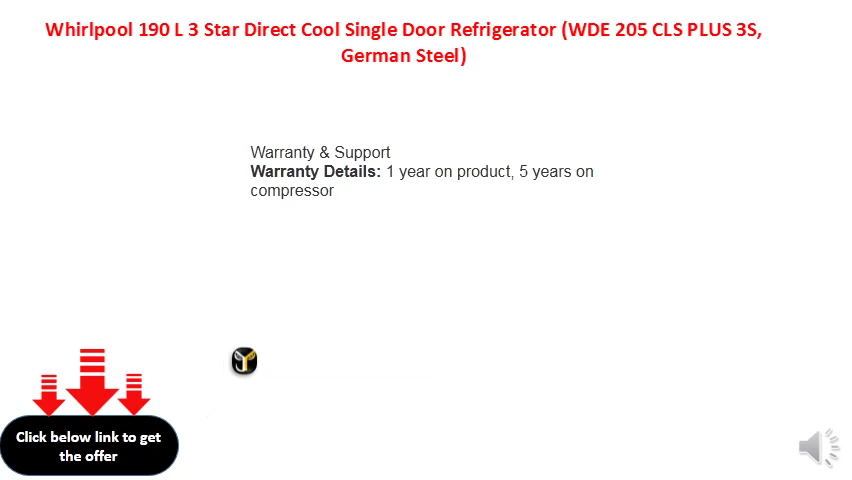 Whirlpool 190 L 3 Star Direct Cool Single Door Refrigerator (WDE 205 CLS PLUS 3S,
German Steel)
Warranty & Support
Warranty Details: 1 year on product, 5 years on
compressor
Click below link to get
the offer